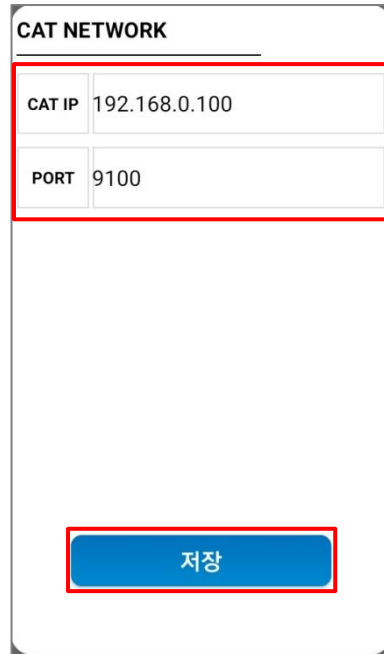 CAT NETWORK
CAT IP 192.168.0.100
PORT 9100
저장